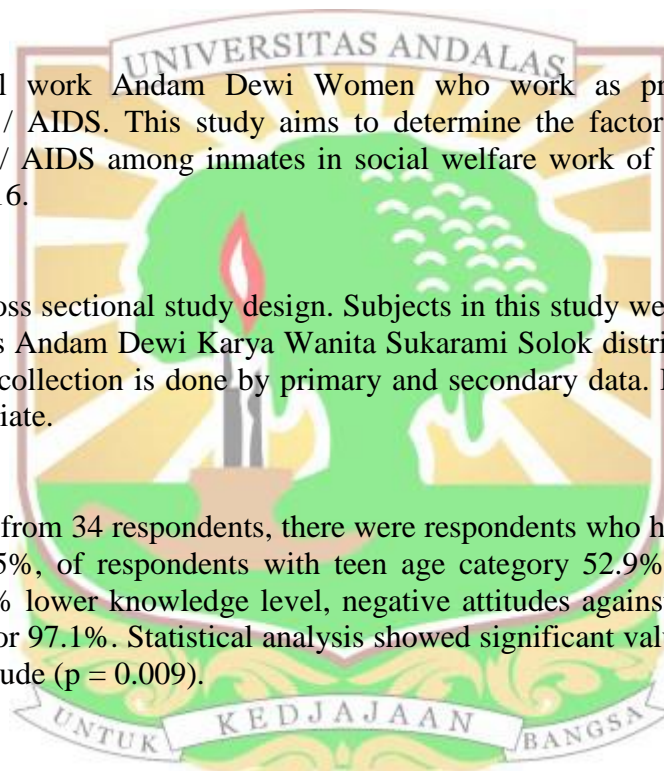 UNIVERSITAS ANDALAS
l work Andam Dewi Women who work as pr
/ AIDS. This study aims to determine the factor
/ AIDS among inmates in social welfare work of
16.
oss sectional study design. Subjects in this study we
s Andam Dewi Karya Wanita Sukarami Solok distri
collection is done by primary and secondary data.
iate.
from 34 respondents, there were respondents who h
5%, of respondents with teen age category 52.9%
% lower knowledge level, negative attitudes against
or 97.1%. Statistical analysis showed significant val
ude (p = 0.009).
UNTUK KEDJAJAAN BANGSA